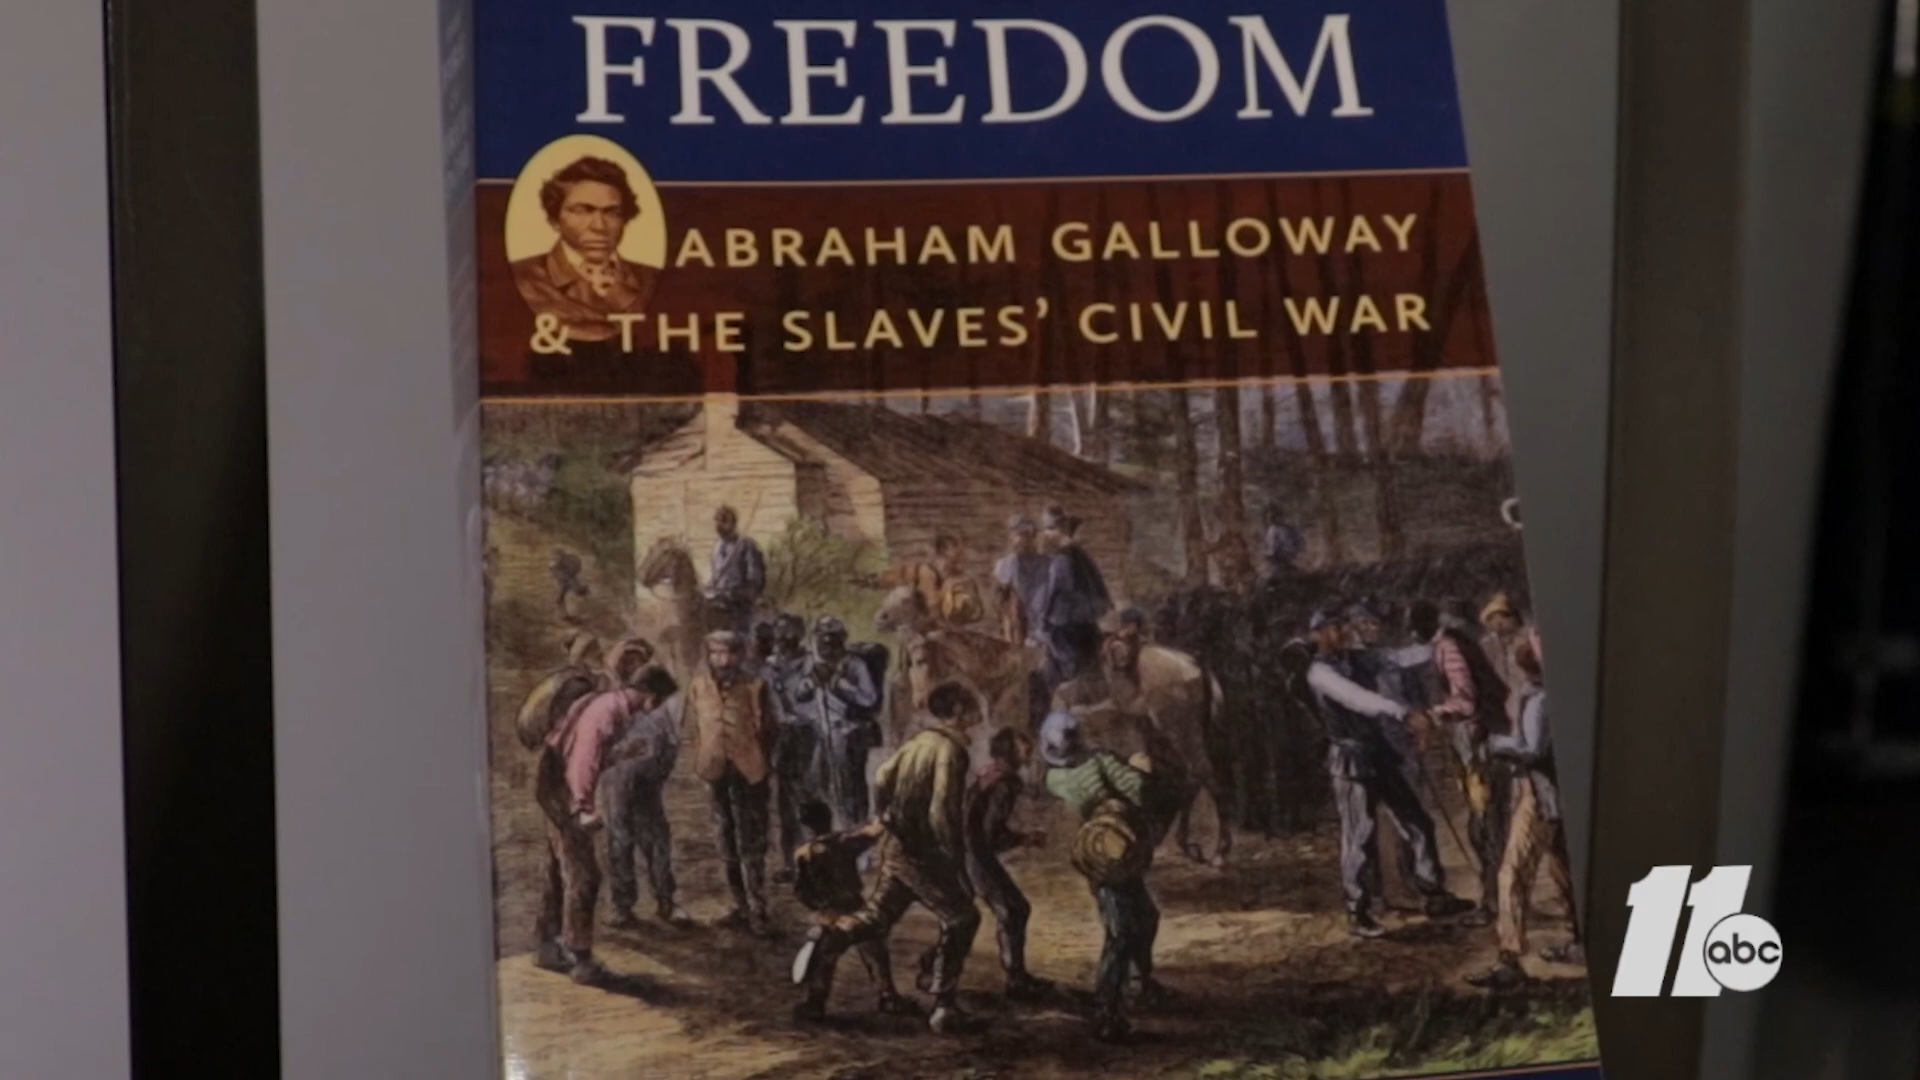 FREEDOM
ABRAHAM GALLOWAY
& THE SLAVES’ CIVIL WAR
11
abc